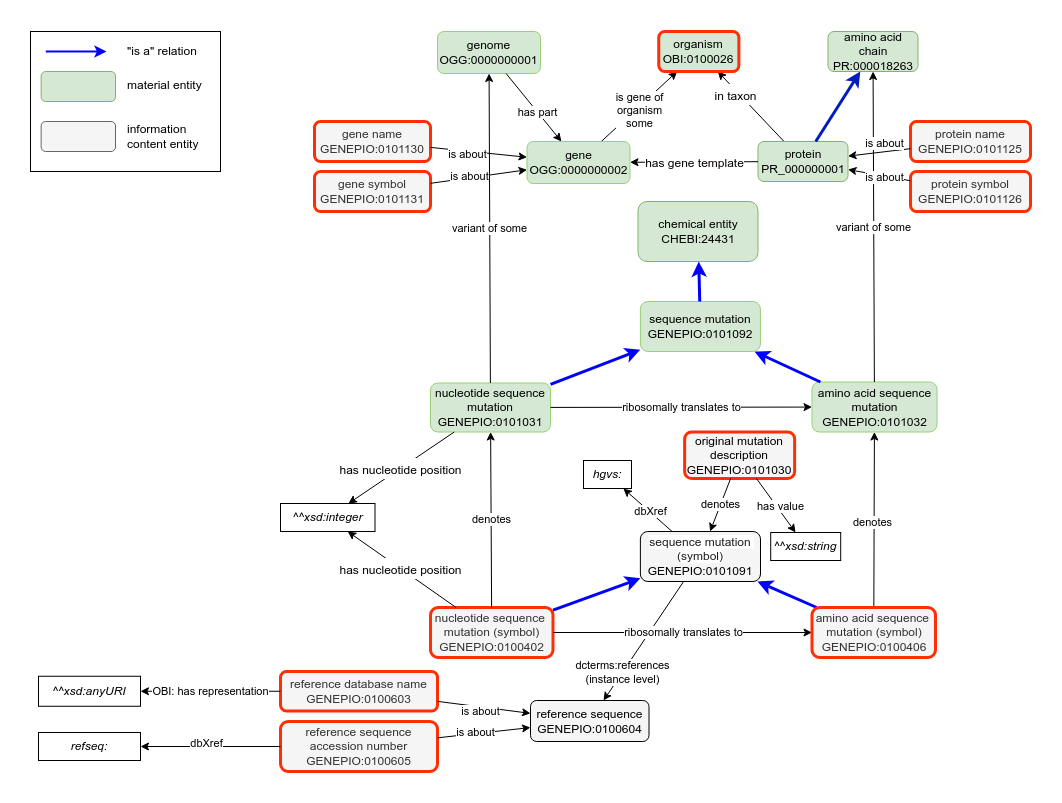 "is a" relation
material entity
information
content entity
genome
OGG:0000000001
organism
OBI:0100026
amino acid
chain
PR:000018263
has part
is gene of
organism
some
in taxon
gene name
GENEPIO:0101130
is about
gene
OGG:0000000002
has gene template
protein
PR_000000001
is about
protein name
GENEPIO:0101125
gene symbol
GENEPIO:0101131
is about
is about
protein symbol
GENEPIO:0101126
variant of some
chemical entity
CHEBI:24431
variant of some
sequence mutation
GENEPIO:0101092
nucleotide sequence
mutation
GENEPIO:0101031
ribosomally translates to
amino acid sequence
mutation
GENEPIO:0101032
original mutation
description
GENEPIO:0101030
has nucleotide position
hgvs:
denotes
has value
dbXref
^^xsd:integer
denotes
denotes
sequence mutation
(symbol)
GENEPIO:0101091
^^xsd:string
has nucleotide position
nucleotide sequence
mutation (symbol)
GENEPIO:0100402
ribosomally translates to
amino acid sequence
mutation (symbol)
GENEPIO:0100406
dcterms:references
(instance level)
^^xsd:anyURI
OBI: has representation
reference database name
GENEPIO:0100603
is about
reference sequence
GENEPIO:0100604
refseq:
dbXref
reference sequence
accession number
GENEPIO:0100605
is about